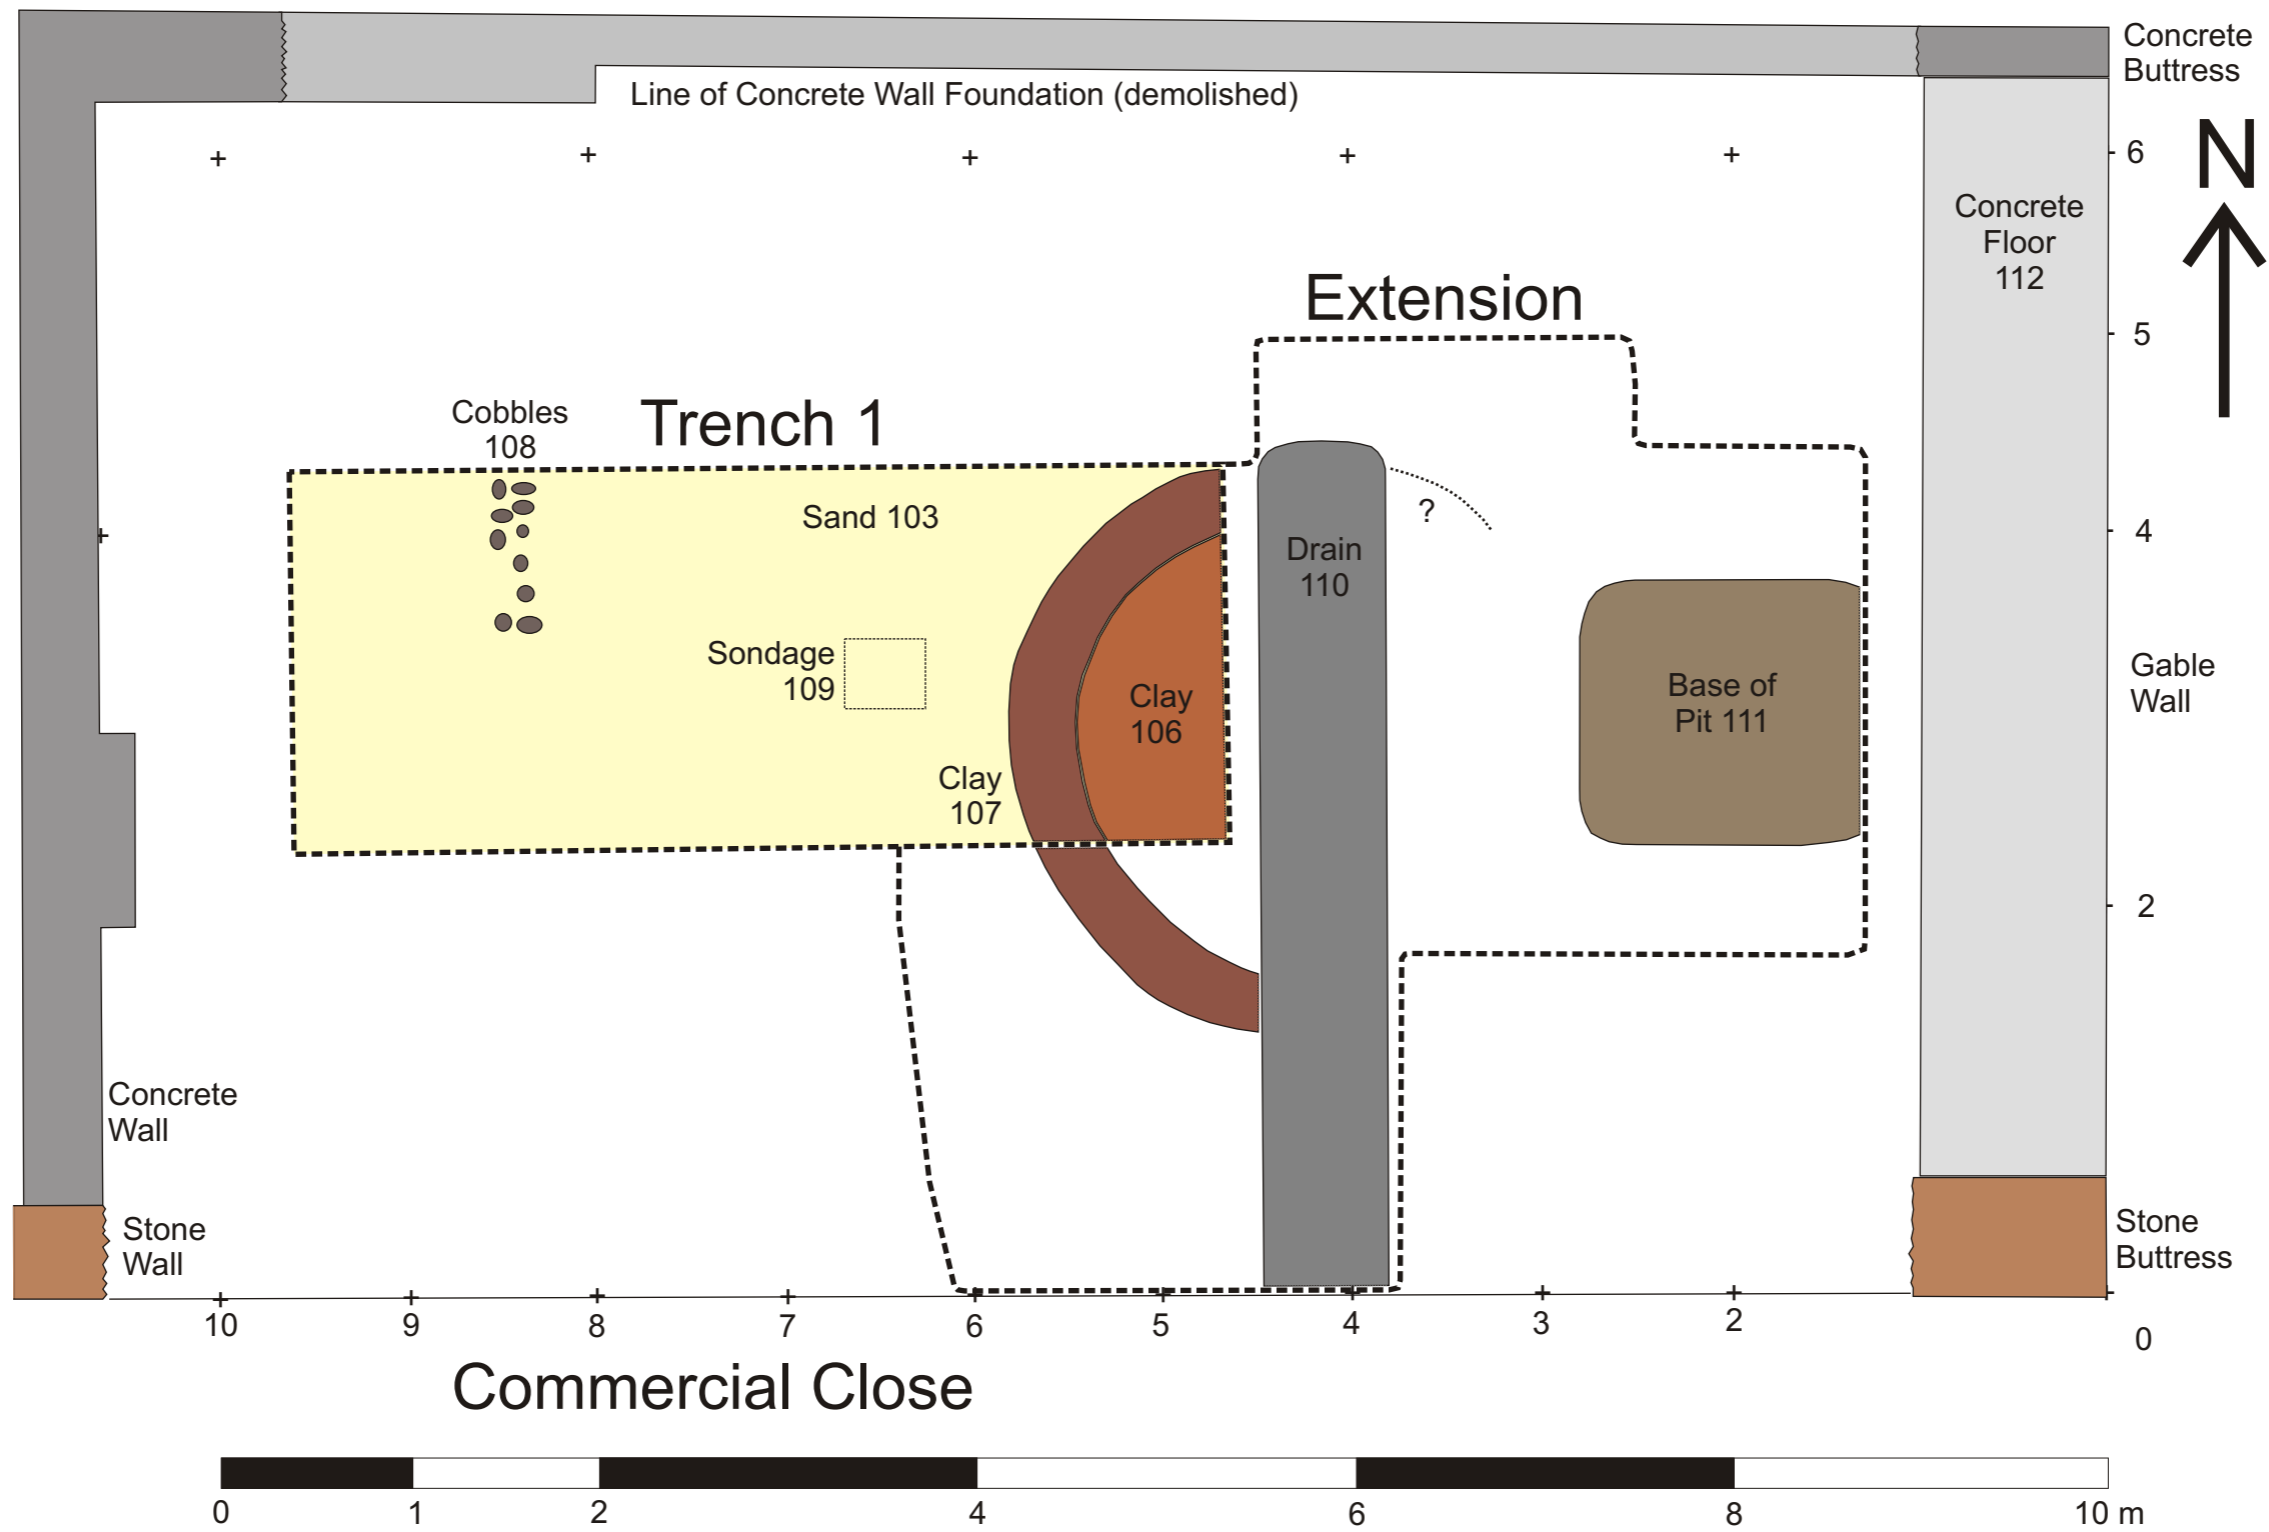 Concrete
Buttress
Line of Concrete Wall Foundation (demolished)
6
N
Concrete
Floor
112
Extension
5
Cobbles
108
Trench 1
Sand 103
?
4
Drain
110
Sondage
109
Clay
106
Base of
Pit 111
Gable
Wall
Clay
107
2
Concrete
Wall
Stone
Wall
Stone
Buttress
10 9 8 7 6 5 4 3 2 0
Commercial Close
0 1 2 4 6 8 10 m